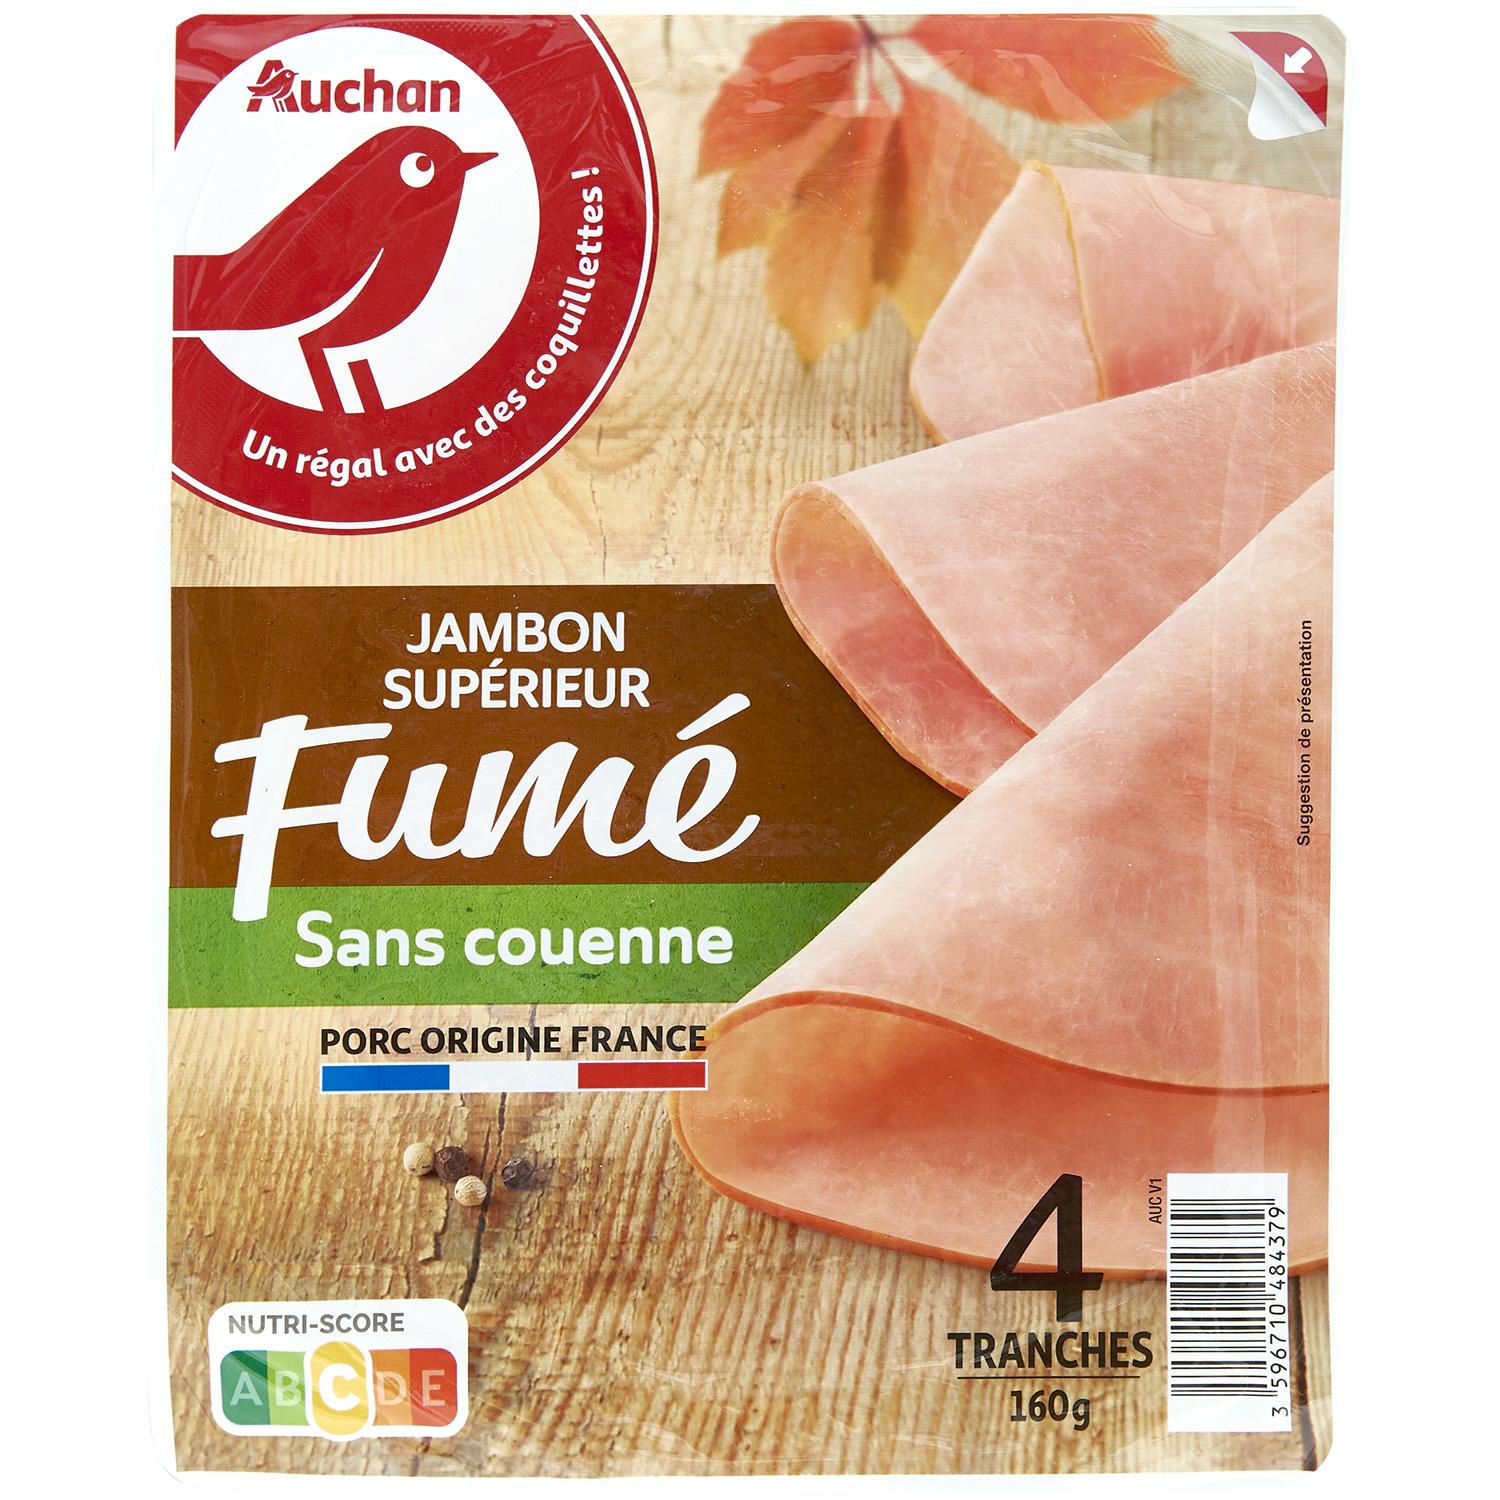 Auchan
Un régal avec des coquillettes !
JAMBON
SUPÉRIEUR
Fumé
Sans couenne
PORC ORIGINE FRANCE
Suggestion de présentation
4
TRANCHES
160g
AUC V1
3 596710 484379
NUTRI-SCORE
A B C D E